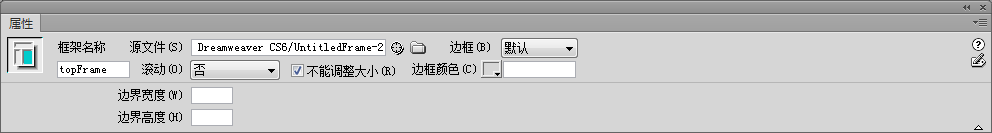 属性
框架名称 源文件(S) Dreamweaver CS6/UntitledFrame-2 边框(B) 默认
topFrame 滚动(O) 否 不能调整大小(R) 边框颜色(C)
边界宽度(W)
边界高度(H)